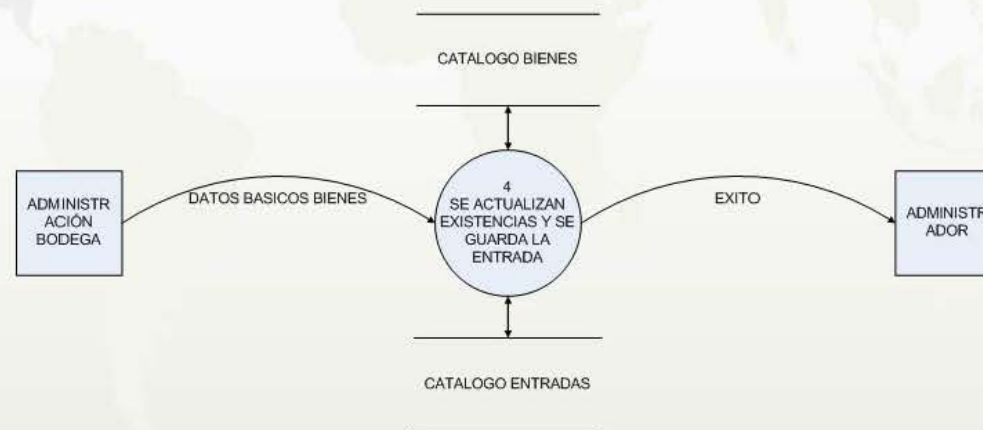 CATALOGO BIENES
ADMINISTR
ACIÓN
BODEGA
DATOS BASICOS BIENES
4
SE ACTUALIZAN
EXISTENCIAS Y SE
GUARDA LA
ENTRADA
EXITO
ADMINISTR
ADOR
CATALOGO ENTRADAS